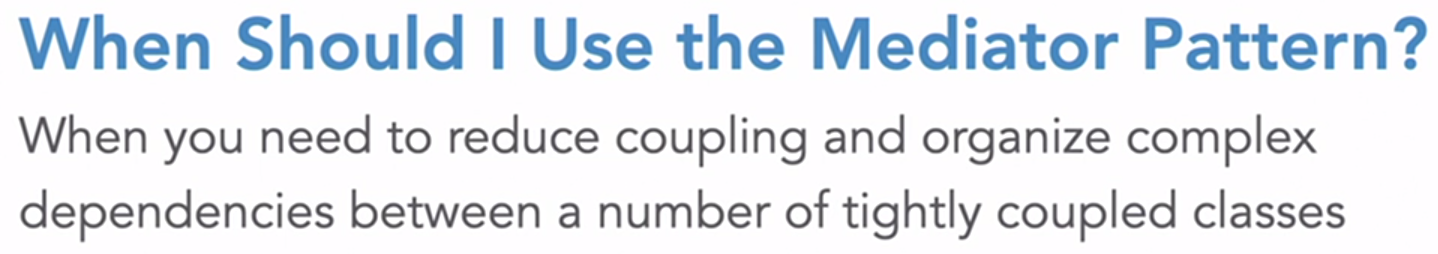 When Should I Use the Mediator Pattern?
When you need to reduce coupling and organize complex
dependencies between a number of tightly coupled classes